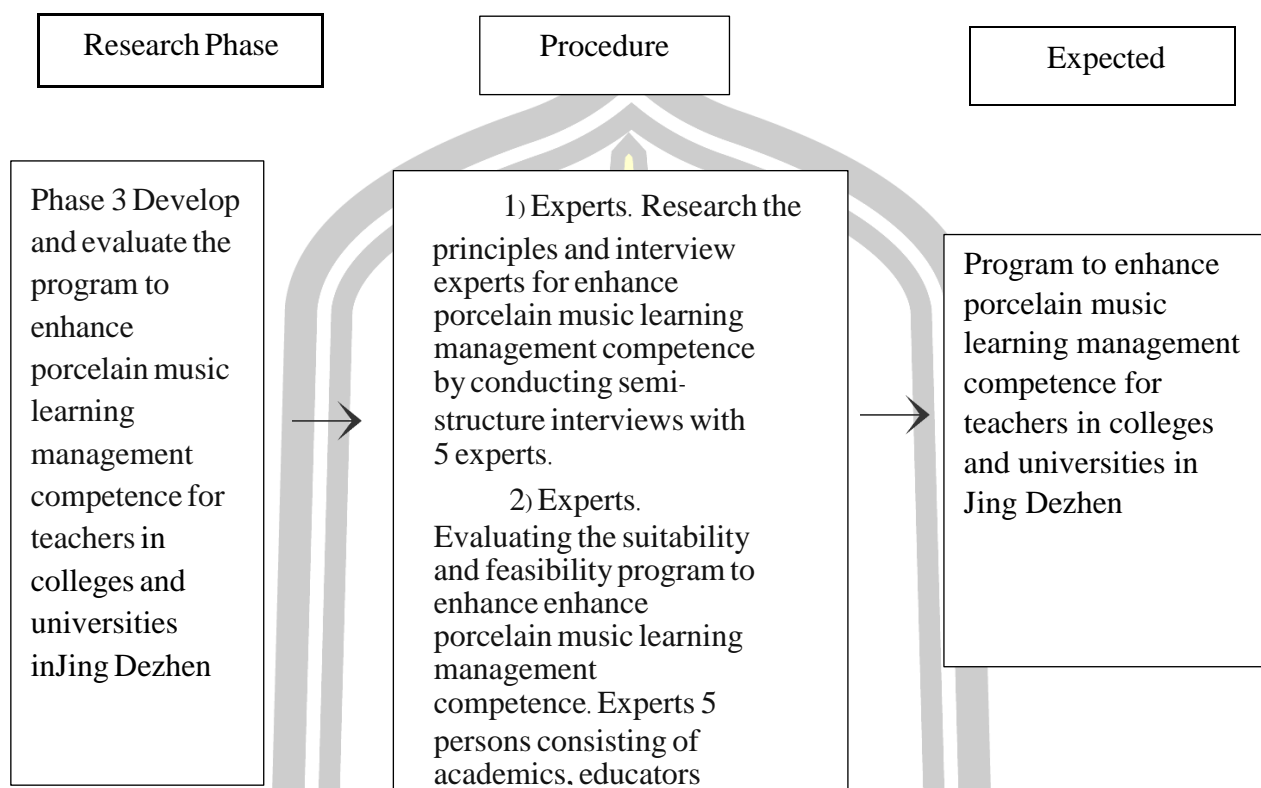 Research Phase
Procedure
Expected
Phase 3 Develop
and evaluate the
program to
enhance
porcelain music
learning
management
competence for
teachers in
colleges and
universities
inJing Dezhen
1) Experts. Research the
principles and interview
experts for enhance
porcelain music learning
management competence
by conducting semi-
structure interviews with
5 experts.
2) Experts.
Evaluating the suitability
and feasibility program to
enhance enhance
porcelain music learning
management
competence. Experts 5
persons consisting of
academics, educators
Program to enhance
porcelain music
learning management
competence for
teachers in colleges
and universities in
Jing Dezhen